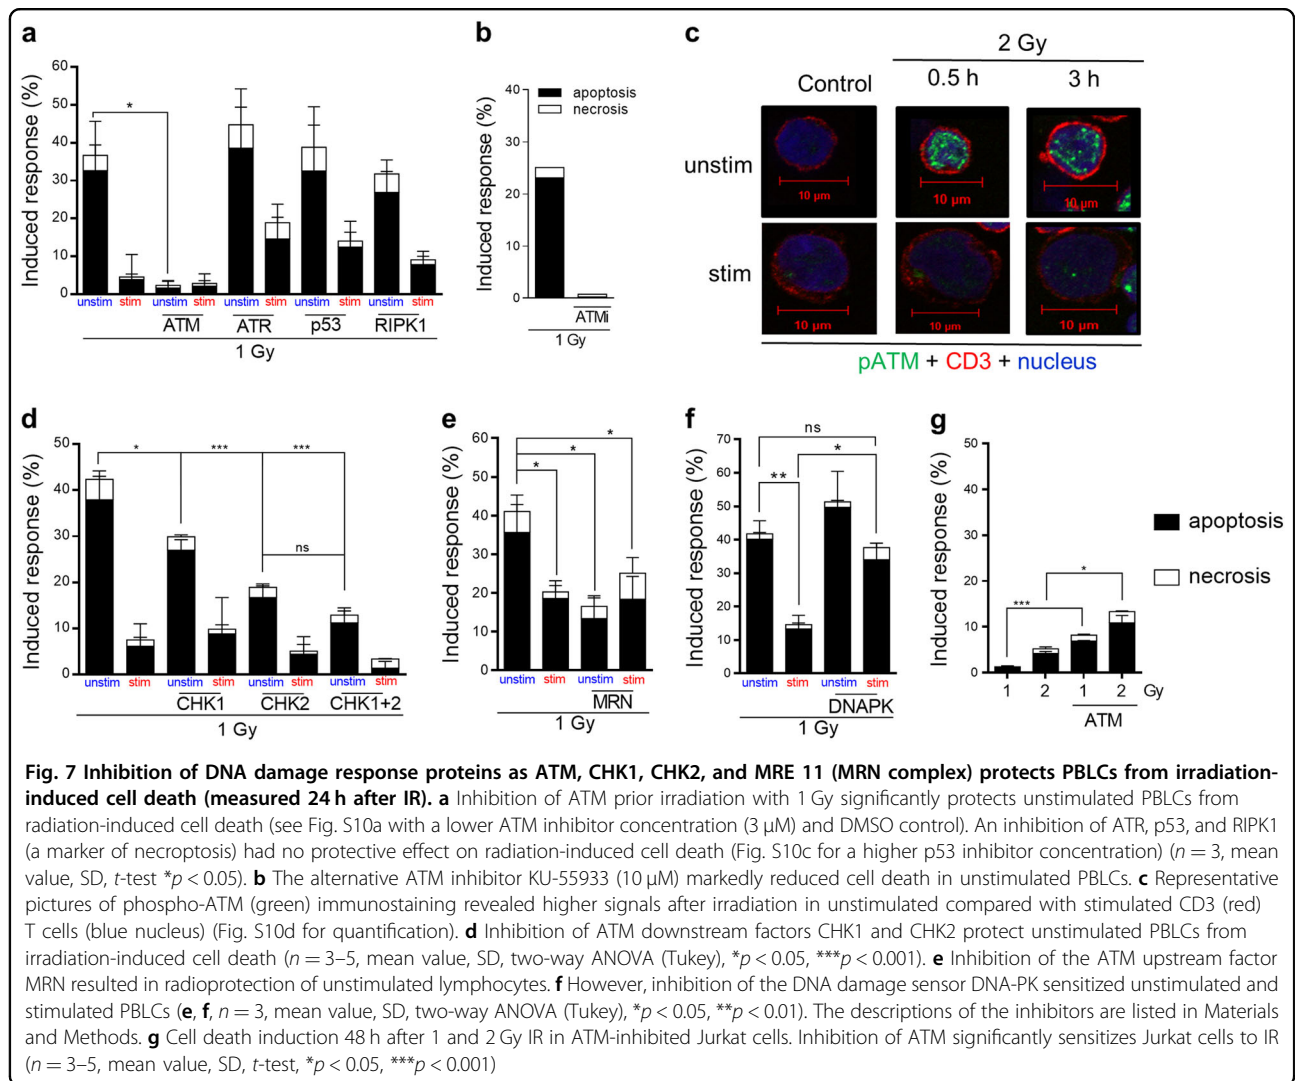 a
Induced response (%)
60
50
40
30
20
10
0
*
unstim stim unstim stim unstim stim unstim stim unstim stim
ATM ATR p53 RIPK1
1 Gy
b
Induced response (%)
40
30
20
10
0
apoptosis
necrosis
ATMi
1 Gy
c
2 Gy
Control 0.5 h 3 h
unstim
10 µm 10 µm 10 µm
stim
10 µm 10 µm 10 µm
pATM + CD3 + nucleus
d
Induced response (%)
50
40
30
20
10
0
* *** ***
ns
unstim stim unstim stim unstim stim unstim stim
CHK1 CHK2 CHK1+2
1 Gy
e
Induced response (%)
60
50
40
30
20
10
0
*
*
*
unstim stim unstim stim
MRN
1 Gy
f
Induced response (%)
70
60
50
40
30
20
10
0
ns
*
**
unstim stim unstim stim
DNAPK
1 Gy
g
Induced response (%)
50
40
30
20
10
0
*
***
1 2 1 2 Gy
ATM
apoptosis
necrosis
Fig. 7 Inhibition of DNA damage response proteins as ATM, CHK1, CHK2, and MRE 11 (MRN complex) protects PBLCs from irradiation-
induced cell death (measured 24 h after IR). a Inhibition of ATM prior irradiation with 1 Gy significantly protects unstimulated PBLCs from
radiation-induced cell death (see Fig. S10a with a lower ATM inhibitor concentration (3 µM) and DMSO control). An inhibition of ATR, p53, and RIPK1
(a marker of necroptosis) had no protective effect on radiation-induced cell death (Fig. S10c for a higher p53 inhibitor concentration) (n = 3, mean
value, SD, t-test *p < 0.05). b The alternative ATM inhibitor KU-55933 (10 µM) markedly reduced cell death in unstimulated PBLCs. c Representative
pictures of phospho-ATM (green) immunostaining revealed higher signals after irradiation in unstimulated compared with stimulated CD3 (red)
T cells (blue nucleus) (Fig. S10d for quantification). d Inhibition of ATM downstream factors CHK1 and CHK2 protect unstimulated PBLCs from
irradiation-induced cell death (n = 3–5, mean value, SD, two-way ANOVA (Tukey), *p < 0.05, ***p < 0.001). e Inhibition of the ATM upstream factor
MRN resulted in radioprotection of unstimulated lymphocytes. f However, inhibition of the DNA damage sensor DNA-PK sensitized unstimulated and
stimulated PBLCs (e, f, n = 3, mean value, SD, two-way ANOVA (Tukey), *p < 0.05, **p < 0.01). The descriptions of the inhibitors are listed in Materials
and Methods. g Cell death induction 48 h after 1 and 2 Gy IR in ATM-inhibited Jurkat cells. Inhibition of ATM significantly sensitizes Jurkat cells to IR
(n = 3–5, mean value, SD, t-test, *p < 0.05, ***p < 0.001)